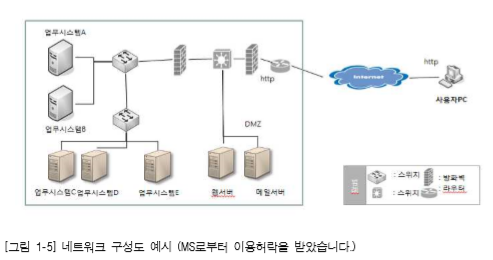 업무시스템A
http
http
사용자PC
Internet
업무시스템B
DMZ
업무시스템C 업무시스템D 업무시스템E 웹서버 메일서버
: 스위치 : 방화벽
: 스위치 : 라우터
[그림 1-5] 네트워크 구성도 예시 (MS로부터 이용허락을 받았습니다.)